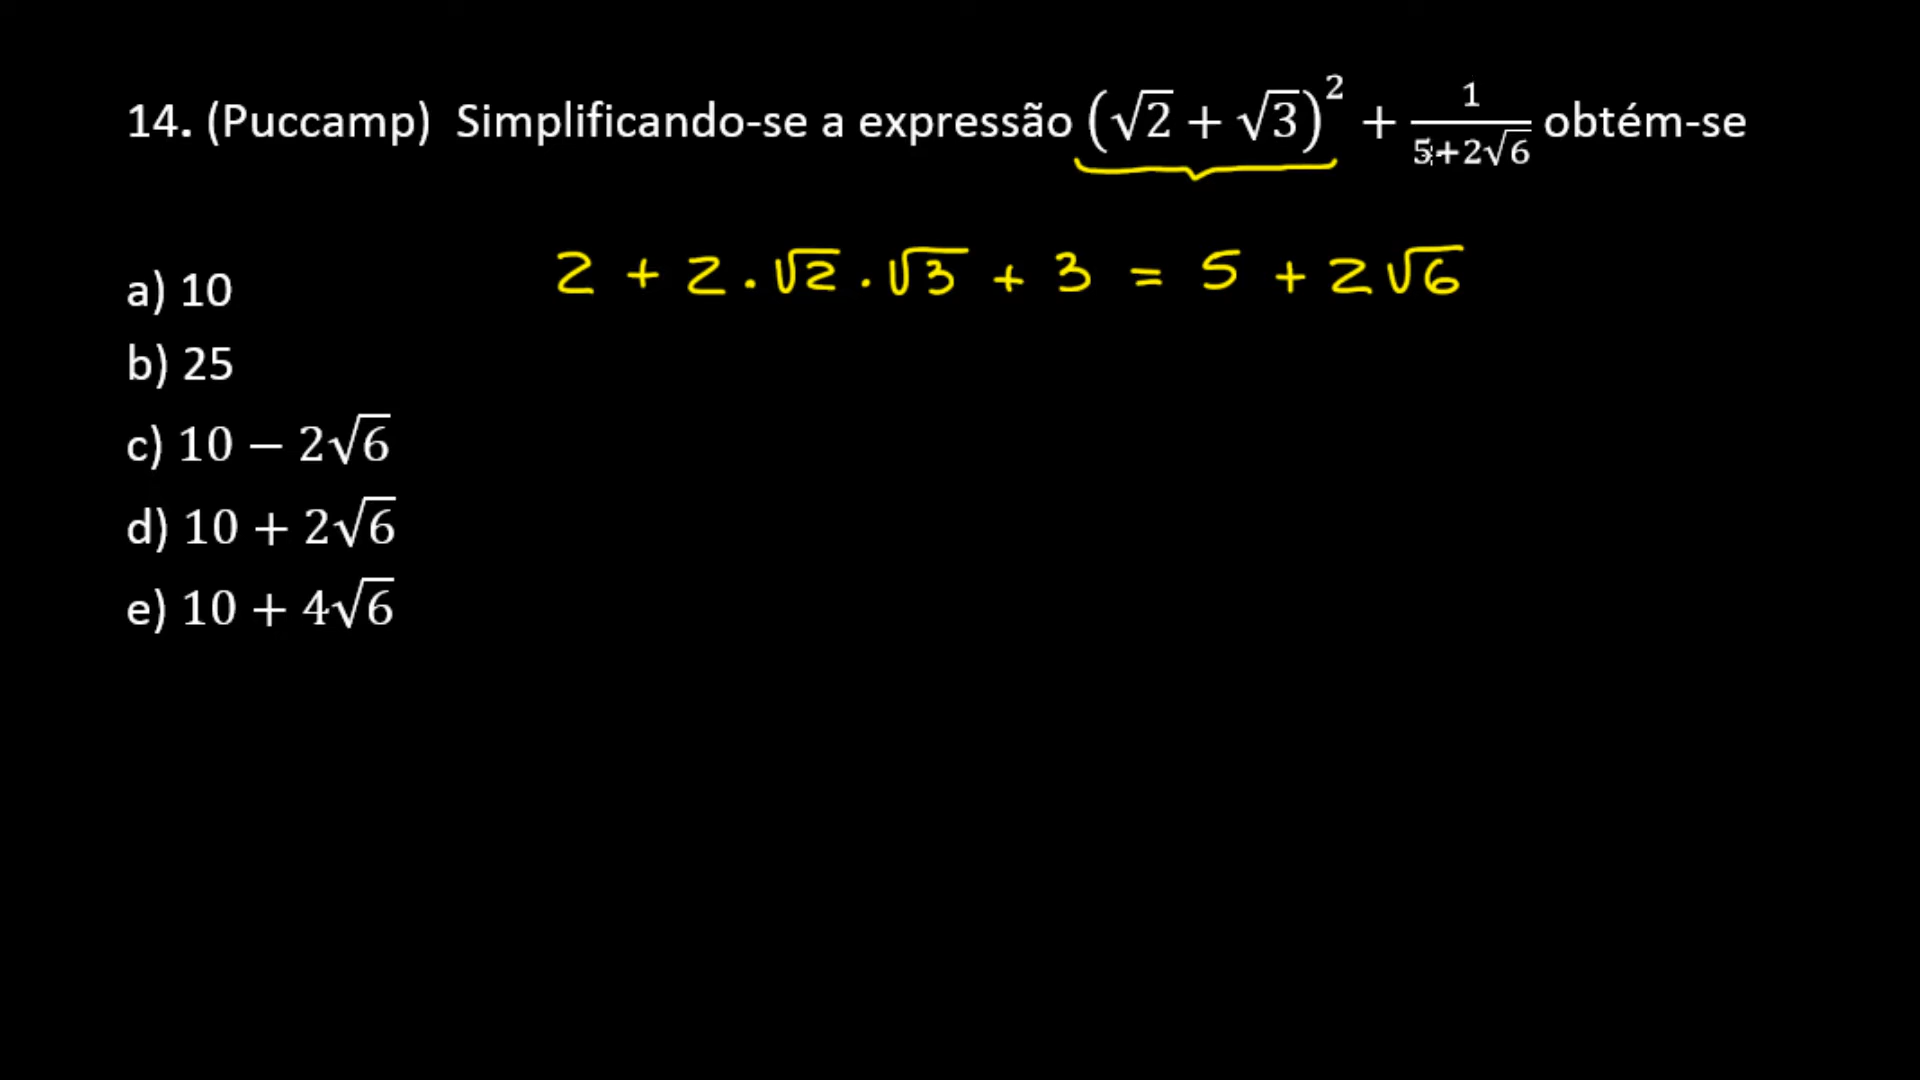 14. (Puccamp) Simplificando-se a expressão (√2 + √3)² + 1/(5+2√6) obtém-se
2 + 2 . √2 . √3 + 3 = 5 + 2√6
a) 10
b) 25
c) 10 − 2√6
d) 10 + 2√6
e) 10 + 4√6